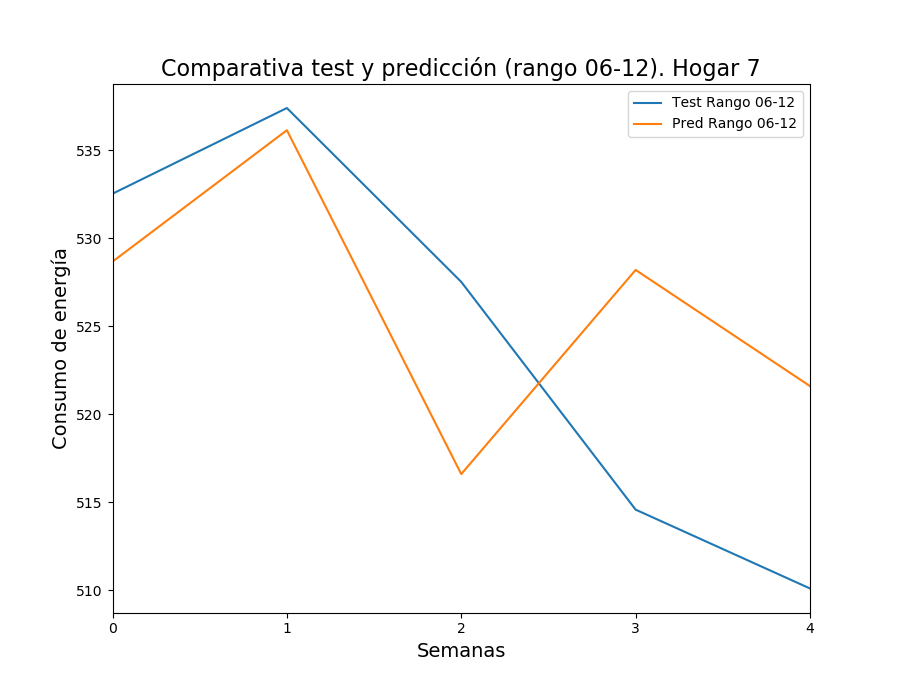 Comparativa test y predicción (rango 06-12). Hogar 7
Test Rango 06-12
Pred Rango 06-12
Consumo de energía
535
530
525
520
515
510
0 1 2 3 4
Semanas